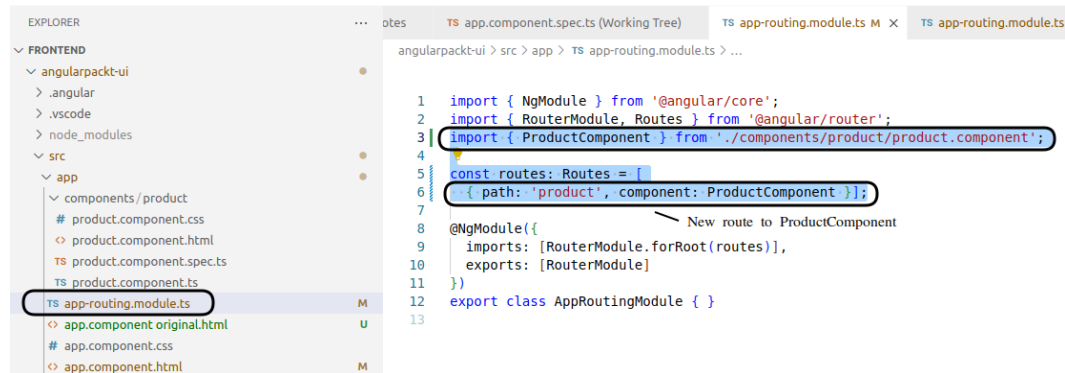 EXPLORER
FRONTEND
angularpackt-ui
.angular
.vscode
node_modules
src
app
components/product
# product.component.css
<> product.component.html
TS product.component.spec.ts
TS product.component.ts
TS app-routing.module.ts M
<> app.component original.html U
# app.component.css
<> app.component.html M
otes TS app.component.spec.ts (Working Tree) TS app-routing.module.ts M × TS app-routing.module.ts
angularpackt-ui > src > app > TS app-routing.module.ts > ...
1 import { NgModule } from '@angular/core';
2 import { RouterModule, Routes } from '@angular/router';
3 import { ProductComponent } from './components/product/product.component';
4
5 const routes: Routes = [
6 { path: 'product', component: ProductComponent }];
7
New route to ProductComponent
8 @NgModule({
9 imports: [RouterModule.forRoot(routes)],
10 exports: [RouterModule]
11 })
12 export class AppRoutingModule { }
13